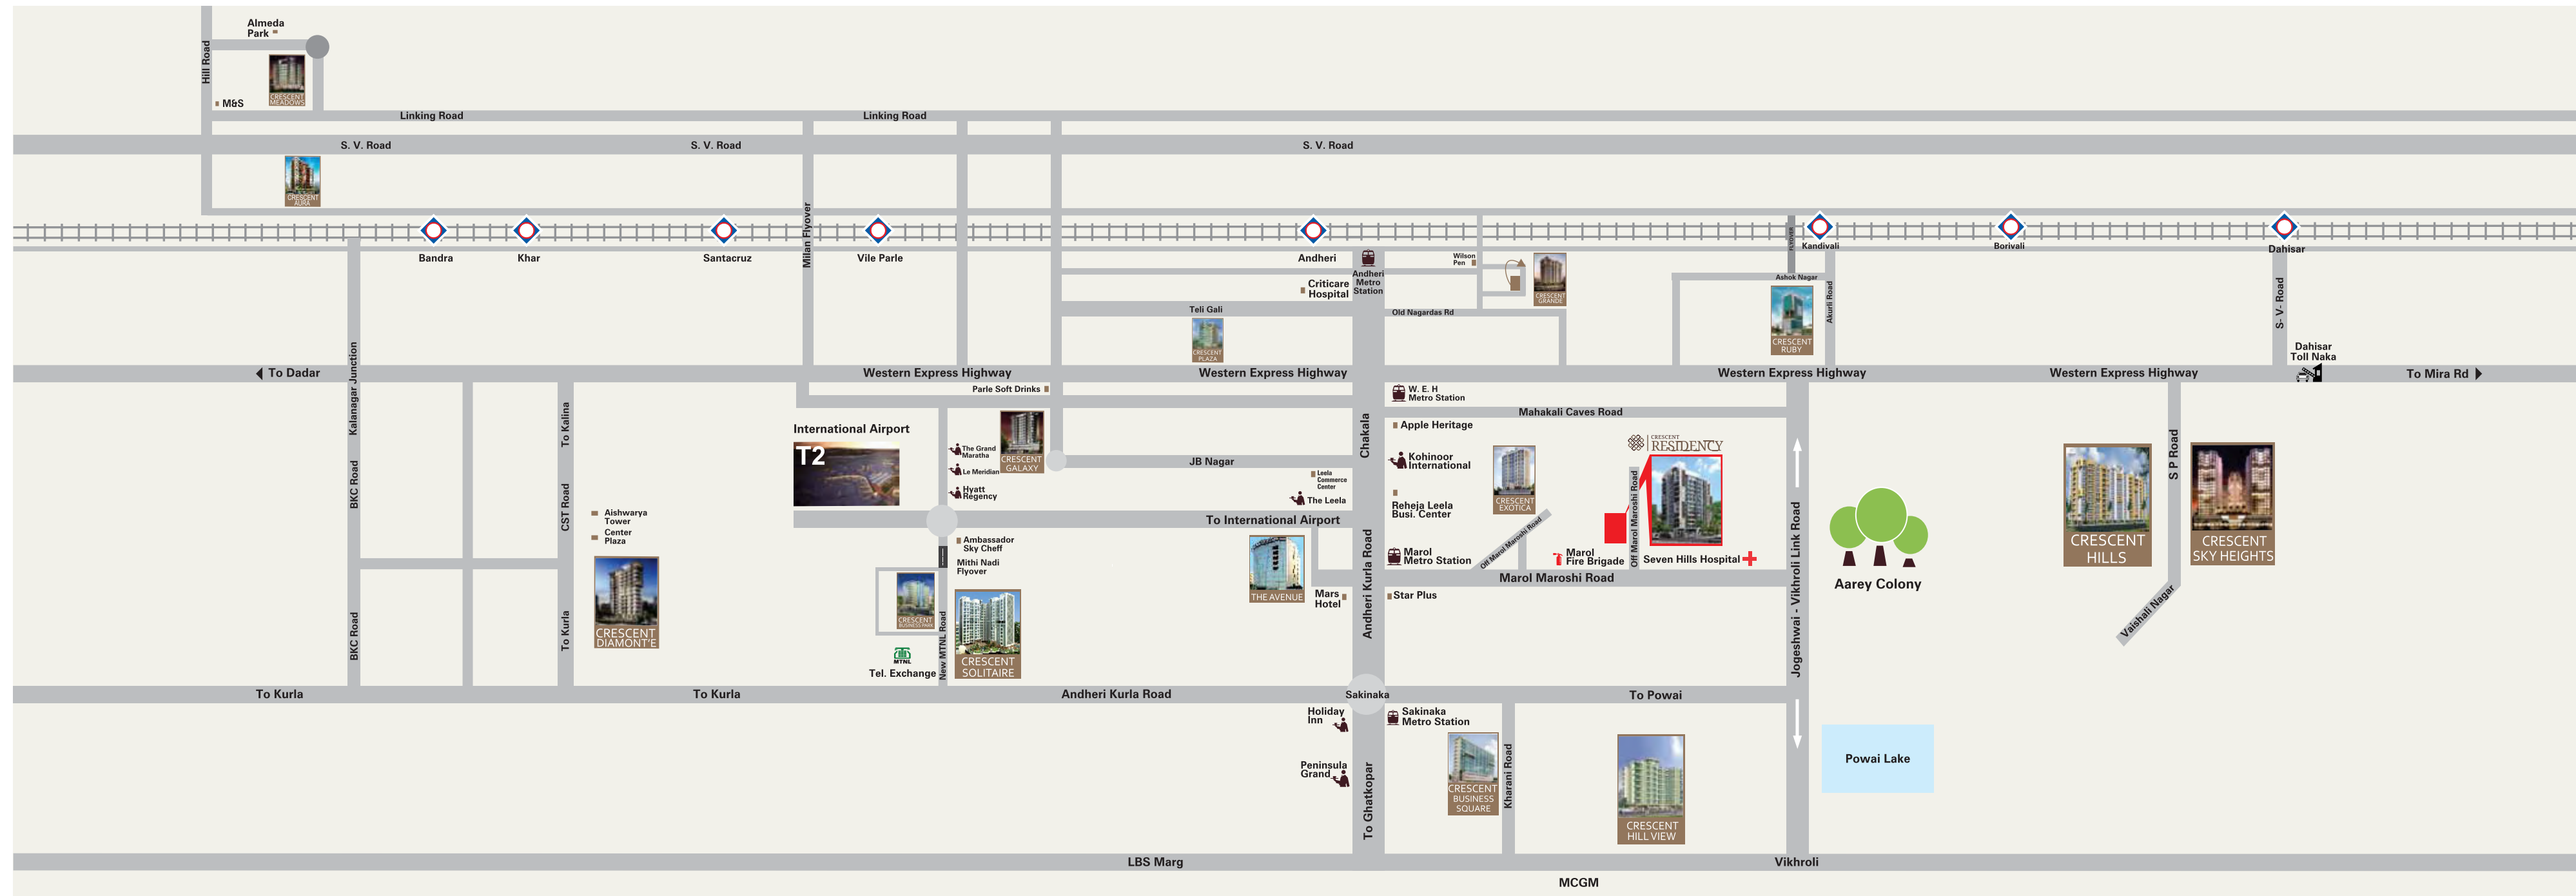 Almeda
Park
Hill Road
CRESCENT
MEADOWS
M&S
Linking Road
Linking Road
S. V. Road
S. V. Road
S. V. Road
CRESCENT
AURA
Milan Flyover
Bandra
Khar
Santacruz
Vile Parle
Andheri
Kandivali
Borivali
Dahisar
Andheri
Metro
Station
Criticare
Hospital
Wilson
Pen
CRESCENT
GRANDE
Ashok Nagar
Akurli Road
CRESCENT
RUBY
S- V- Road
Teli Gali
Old Nagardas Rd
CRESCENT
PLAZA
Kalanagar Junction
Dahisar
Toll Naka
To Dadar
Western Express Highway
Western Express Highway
Western Express Highway
Western Express Highway
To Mira Rd
Parle Soft Drinks
W. E. H
Metro Station
Mahakali Caves Road
To Kalina
International Airport
T2
The Grand
Maratha
Le Meridian
Hyatt
Regency
CRESCENT
GALAXY
JB Nagar
Leela
Commerce
Center
The Leela
Chakala
Apple Heritage
Kohinoor
International
Reheja Leela
Busi. Center
CRESCENT
EXOTICA
CRESCENT
RESIDENCY
Off Marol Maroshi Road
Off Marol Maroshi Road
BKC Road
CST Road
Aishwarya
Tower
Center
Plaza
CRESCENT
DIAMONT'E
To International Airport
Ambassador
Sky Cheff
Mithi Nadi
Flyover
THE AVENUE
Marol
Metro Station
Marol
Fire Brigade
Seven Hills Hospital
Marol Maroshi Road
Mars
Hotel
Star Plus
Andheri Kurla Road
Jogeshwai - Vikhroli Link Road
Aarey Colony
CRESCENT
HILLS
S P Road
CRESCENT
SKY HEIGHTS
Vaishali Nagar
BKC Road
To Kurla
CRESCENT
BUSINESS PARK
New MTNL Road
CRESCENT
SOLITAIRE
MTNL
Tel. Exchange
To Kurla
To Kurla
Andheri Kurla Road
Sakinaka
To Powai
Holiday
Inn
Sakinaka
Metro Station
Peninsula
Grand
To Ghatkopar
CRESCENT
BUSINESS
SQUARE
Kharani Road
CRESCENT
HILL VIEW
Powai Lake
LBS Marg
Vikhroli
MCGM